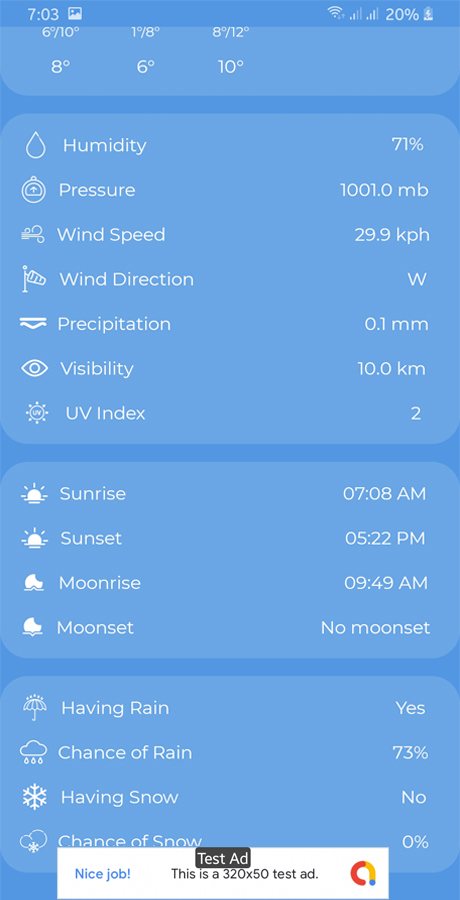 7:03 20%
6°/10° 1°/8° 8°/12°
8° 6° 10°
Humidity 71%
Pressure 1001.0 mb
Wind Speed 29.9 kph
Wind Direction W
Precipitation 0.1 mm
Visibility 10.0 km
UV UV Index 2
Sunrise 07:08 AM
Sunset 05:22 PM
Moonrise 09:49 AM
Moonset No moonset
Having Rain Yes
Chance of Rain 73%
Having Snow No
Chance of Snow 0%
Test Ad
Nice job! This is a 320x50 test ad.